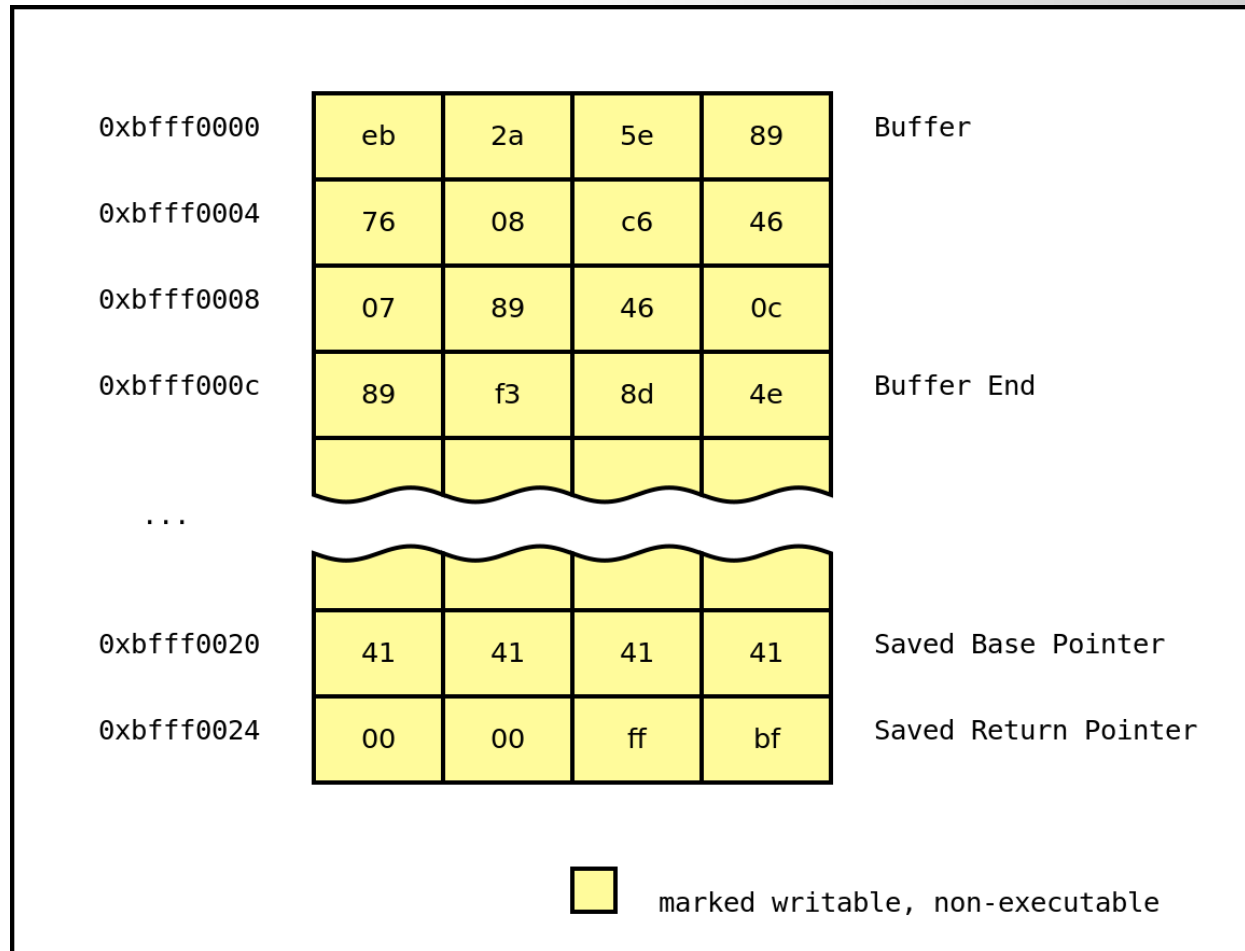 0xbfff0000 eb 2a 5e 89 Buffer
0xbfff0004 76 08 c6 46
0xbfff0008 07 89 46 0c
0xbfff000c 89 f3 8d 4e Buffer End
...
0xbfff0020 41 41 41 41 Saved Base Pointer
0xbfff0024 00 00 ff bf Saved Return Pointer
marked writable, non-executable